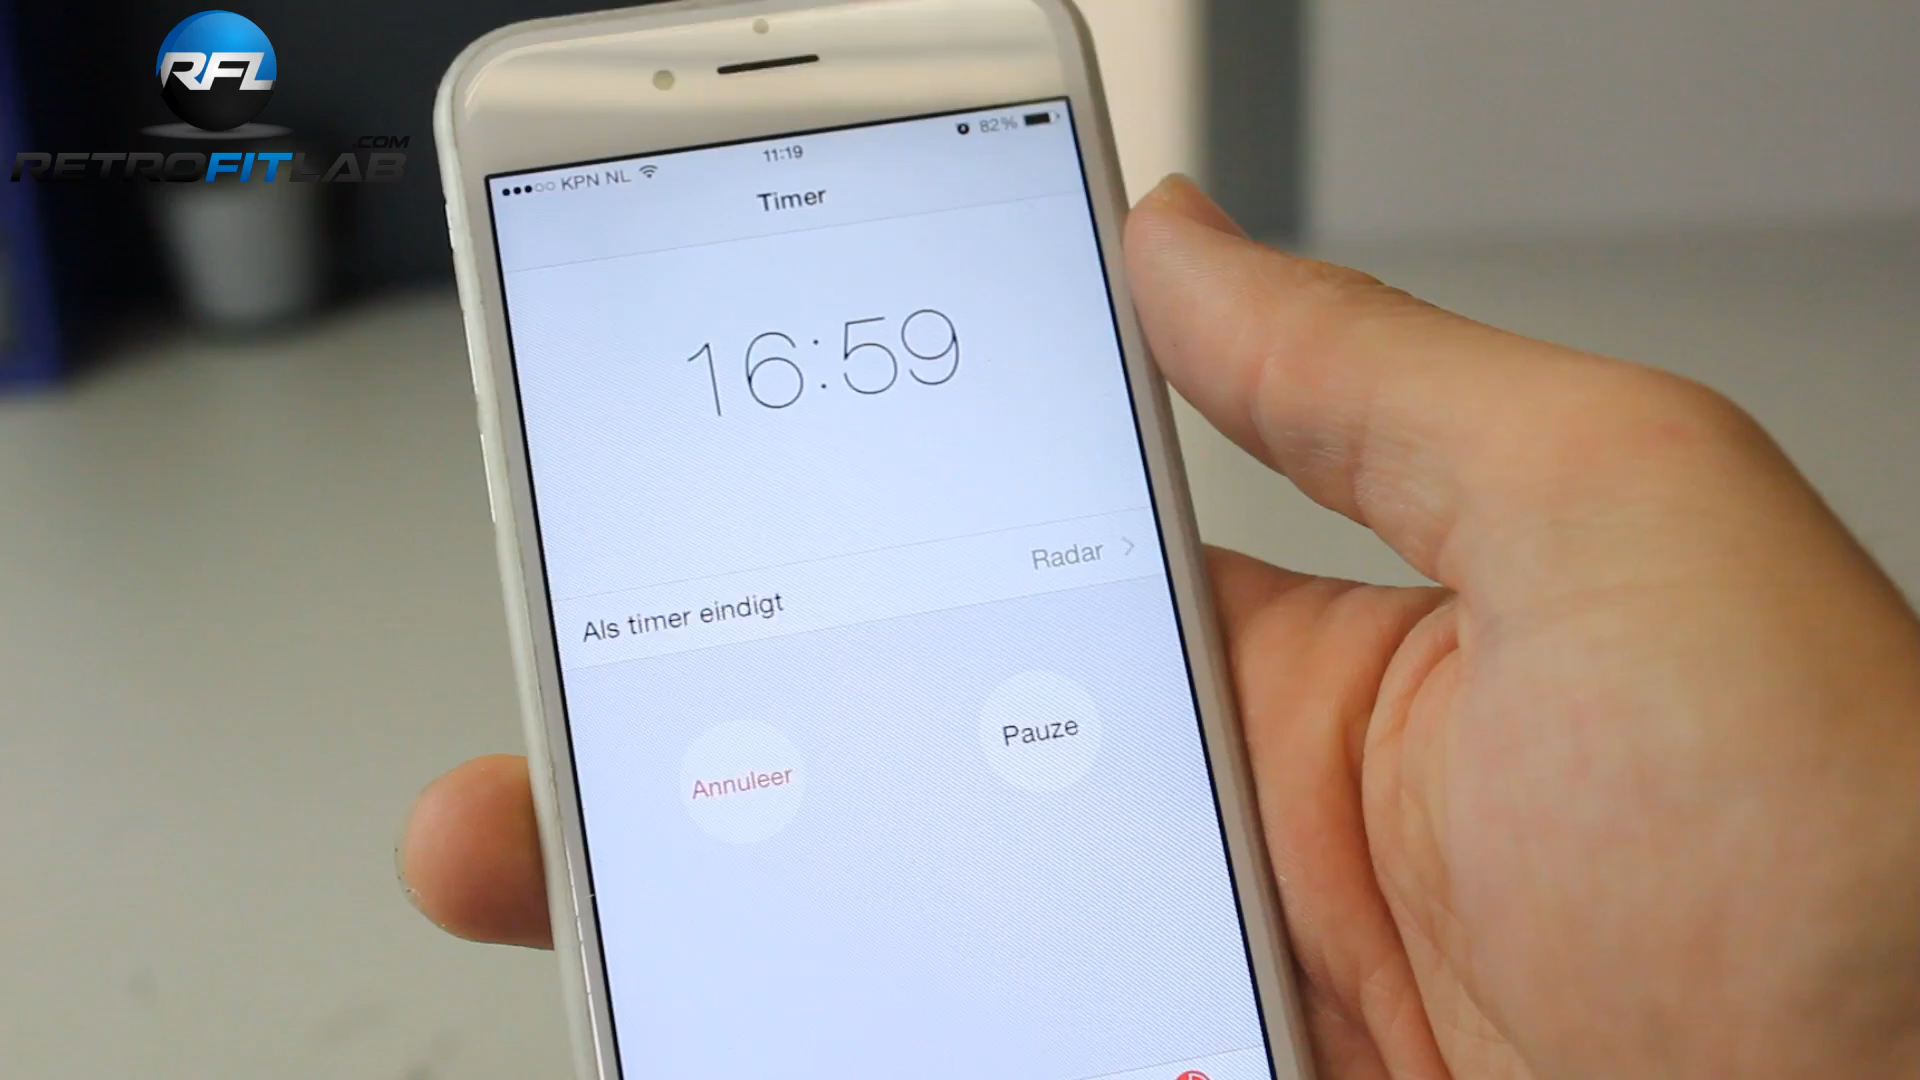 RFL
.COM
RETROFITLAB
KPN NL
11:19
82%
Timer
16:59
Als timer eindigt
Radar
Annuleer
Pauze